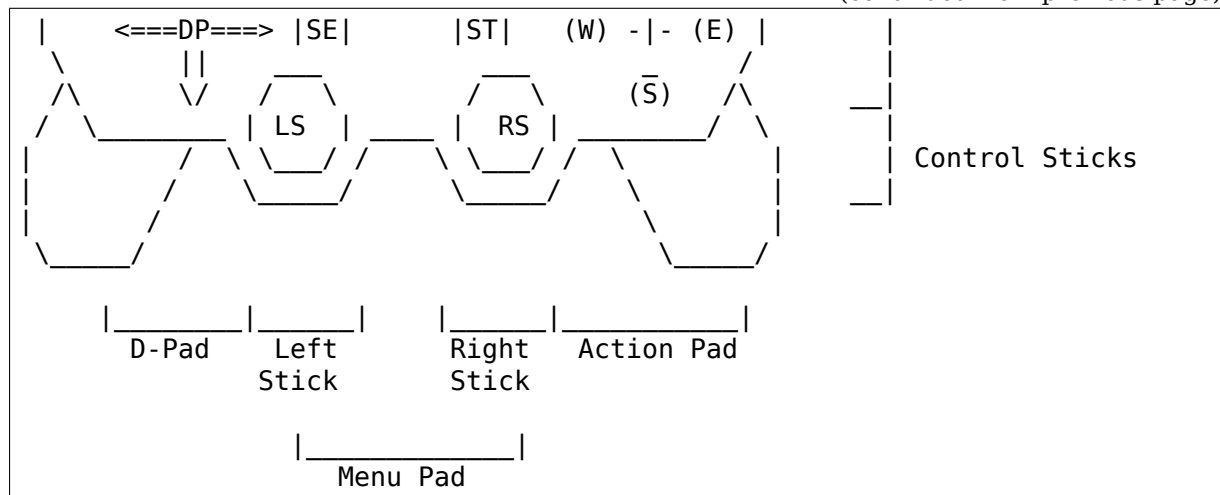 <===DP===> |SE| |ST| (W) -|- (E)
(S)
LS RS
Control Sticks
D-Pad Left Right Action Pad
Stick Stick
Menu Pad